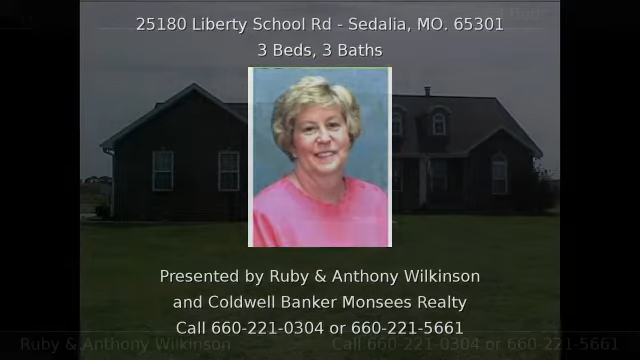 25180 Liberty School Rd - Sedalia, MO. 65301
3 Beds, 3 Baths
Presented by Ruby & Anthony Wilkinson
and Coldwell Banker Monsees Realty
Call 660-221-0304 or 660-221-5661
Ruby & Anthony Wilkinson
Call 660-221-0304 or 660-221-5661